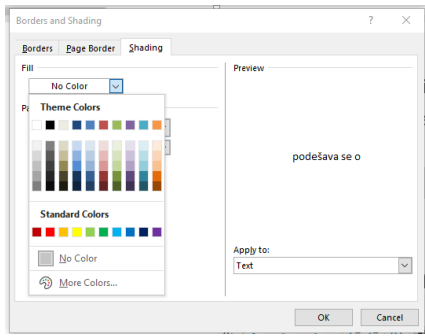 Borders and Shading
? ×
Borders Page Border Shading
Fill
No Color
Theme Colors
Standard Colors
No Color
More Colors...
Preview
podešava se o
Apply to:
Text
OK Cancel